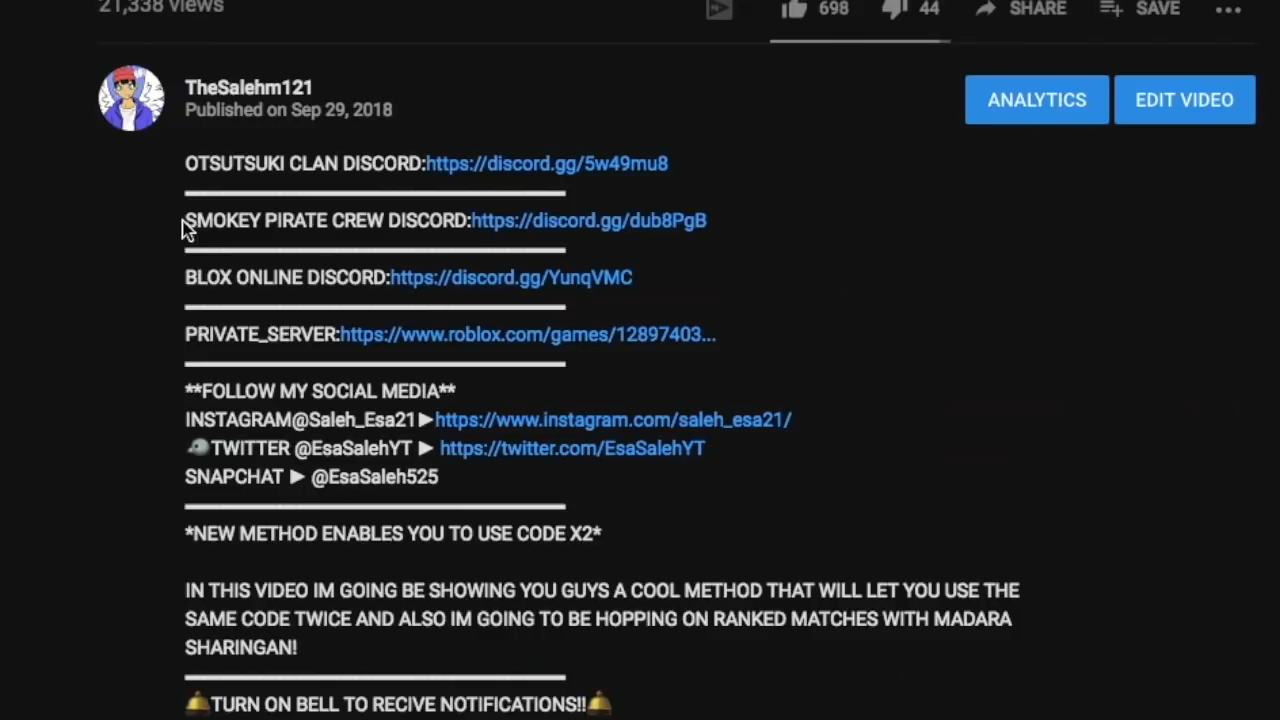 21,338 views
698 44 SHARE SAVE
TheSalehm121
Published on Sep 29, 2018
ANALYTICS EDIT VIDEO
OTSUTSUKI CLAN DISCORD:https://discord.gg/5w49mu8
SMOKEY PIRATE CREW DISCORD:https://discord.gg/dub8PgB
BLOX ONLINE DISCORD:https://discord.gg/YunqVMC
PRIVATE_SERVER:https://www.roblox.com/games/12897403...
**FOLLOW MY SOCIAL MEDIA**
INSTAGRAM@Saleh_Esa21►https://www.instagram.com/saleh_esa21/
🐦TWITTER @EsaSalehYT ► https://twitter.com/EsaSalehYT
SNAPCHAT ► @EsaSaleh525
*NEW METHOD ENABLES YOU TO USE CODE X2*
IN THIS VIDEO IM GOING BE SHOWING YOU GUYS A COOL METHOD THAT WILL LET YOU USE THE
SAME CODE TWICE AND ALSO IM GOING TO BE HOPPING ON RANKED MATCHES WITH MADARA
SHARINGAN!
🔔TURN ON BELL TO RECIVE NOTIFICATIONS!!🔔